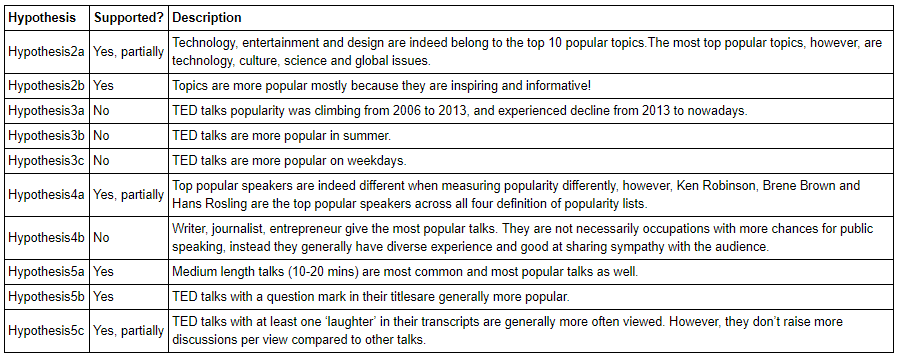 Hypothesis Supported? Description
Hypothesis2a Yes, partially Technology, entertainment and design are indeed belong to the top 10 popular topics.The most top popular topics, however, are
technology, culture, science and global issues.
Hypothesis2b Yes Topics are more popular mostly because they are inspiring and informative!
Hypothesis3a No TED talks popularity was climbing from 2006 to 2013, and experienced decline from 2013 to nowadays.
Hypothesis3b No TED talks are more popular in summer.
Hypothesis3c No TED talks are more popular on weekdays.
Hypothesis4a Yes, partially Top popular speakers are indeed different when measuring popularity differently, however, Ken Robinson, Brene Brown and
Hans Rosling are the top popular speakers across all four definition of popularity lists.
Hypothesis4b No Writer, journalist, entrepreneur give the most popular talks. They are not necessarily occupations with more chances for public
speaking, instead they generally have diverse experience and good at sharing sympathy with the audience.
Hypothesis5a Yes Medium length talks (10-20 mins) are most common and most popular talks as well.
Hypothesis5b Yes TED talks with a question mark in their titlesare generally more popular.
Hypothesis5c Yes, partially TED talks with at least one ‘laughter’ in their transcripts are generally more often viewed. However, they don’t raise more
discussions per view compared to other talks.